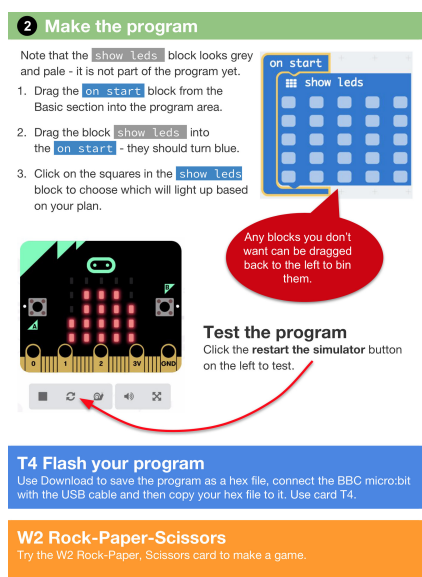 2 Make the program
Note that the show leds block looks grey
and pale - it is not part of the program yet.
1. Drag the on start block from the
Basic section into the program area.
2. Drag the block show leds into
the on start - they should turn blue.
3. Click on the squares in the show leds
block to choose which will light up based
on your plan.
on start
show leds
Any blocks you don't
want can be dragged
back to the left to bin
them.
A
B
0 1 2 3V GND
Test the program
Click the restart the simulator button
on the left to test.
T4 Flash your program
Use Download to save the program as a hex file, connect the BBC micro:bit
with the USB cable and then copy your hex file to it. Use card T4.
W2 Rock-Paper-Scissors
Try the W2 Rock-Paper, Scissors card to make a game.